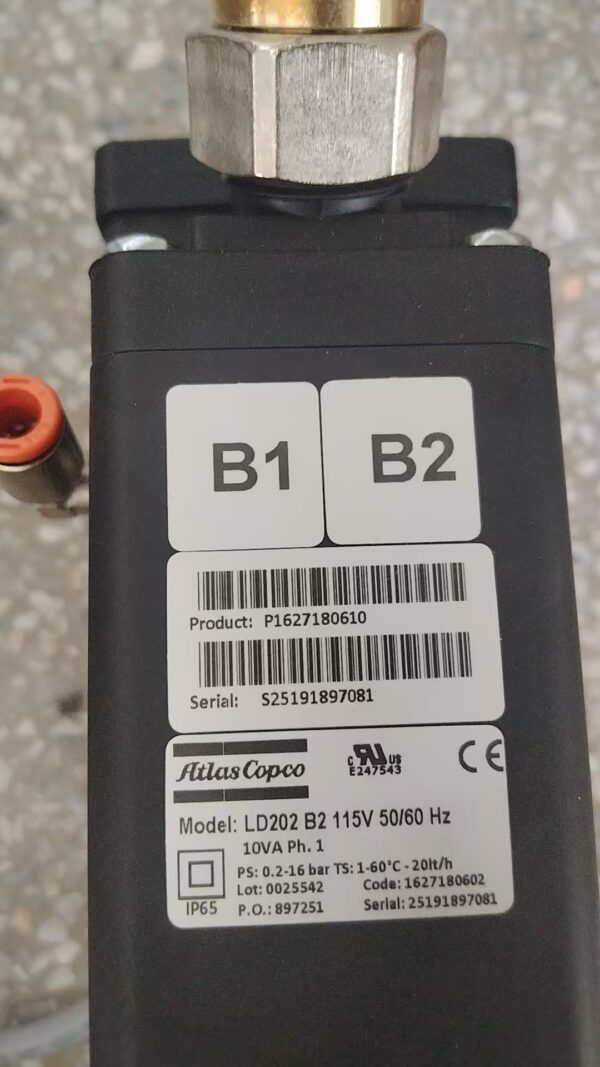 B1 B2
Product: P1627180610
Serial: S25191897081
Atlas Copco
c RU us
E247543
CE
Model: LD202 B2 115V 50/60 Hz
10VA Ph. 1
PS: 0.2-16 bar TS: 1-60°C - 20lt/h
Lot: 0025542 Code: 1627180602
IP65 P.O.: 897251 Serial: 25191897081